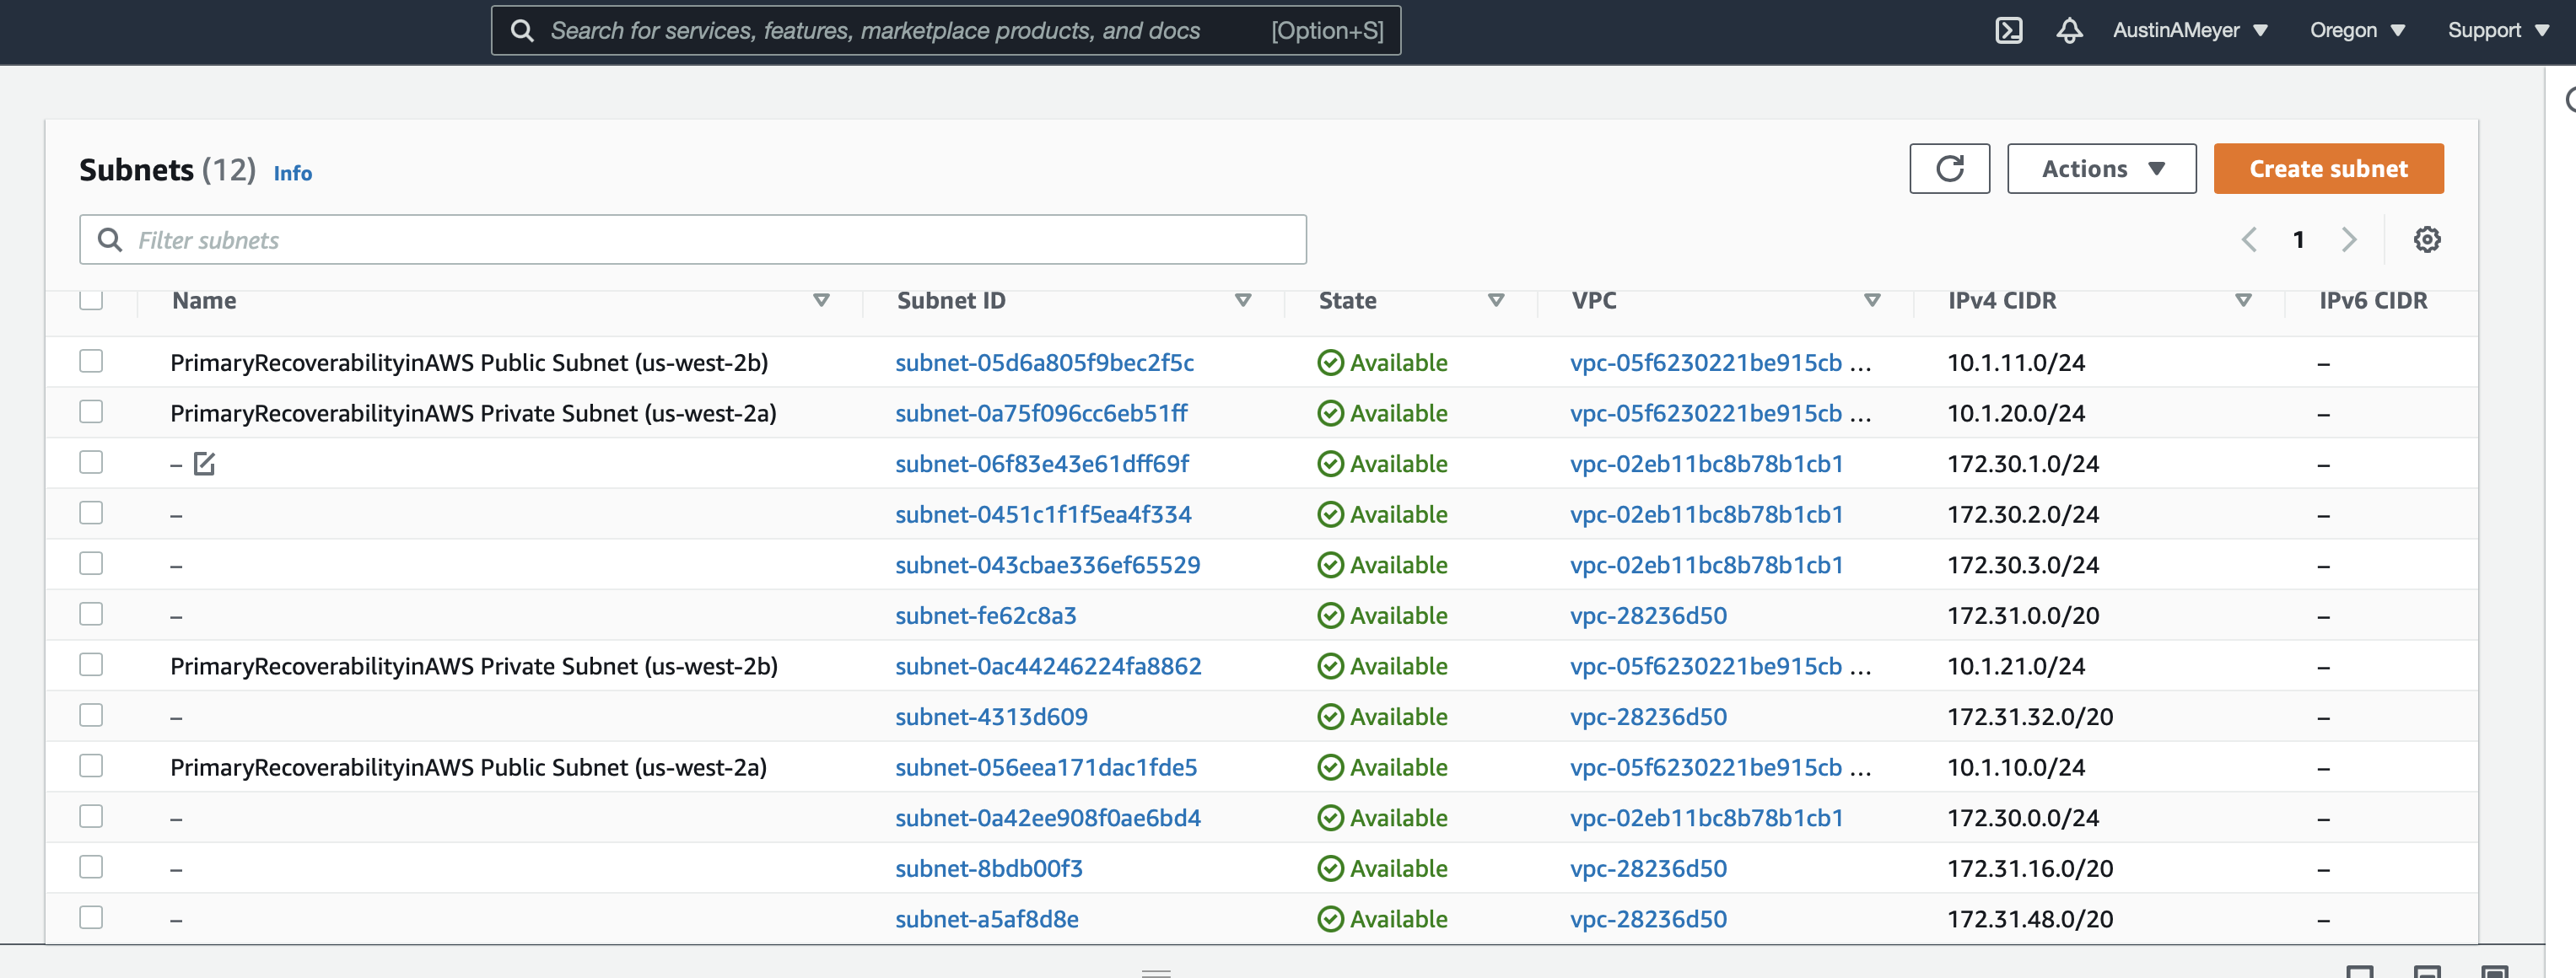 Search for services, features, marketplace products, and docs [Option+S] AustinAMeyer Oregon Support
Subnets (12) Info Actions Create subnet
Filter subnets 1
Name Subnet ID State VPC IPv4 CIDR IPv6 CIDR
PrimaryRecoverabilityinAWS Public Subnet (us-west-2b) subnet-05d6a805f9bec2f5c Available vpc-05f6230221be915cb ... 10.1.11.0/24 –
PrimaryRecoverabilityinAWS Private Subnet (us-west-2a) subnet-0a75f096cc6eb51ff Available vpc-05f6230221be915cb ... 10.1.20.0/24 –
– subnet-06f83e43e61dff69f Available vpc-02eb11bc8b78b1cb1 172.30.1.0/24 –
– subnet-0451c1f1f5ea4f334 Available vpc-02eb11bc8b78b1cb1 172.30.2.0/24 –
– subnet-043cbae336ef65529 Available vpc-02eb11bc8b78b1cb1 172.30.3.0/24 –
– subnet-fe62c8a3 Available vpc-28236d50 172.31.0.0/20 –
PrimaryRecoverabilityinAWS Private Subnet (us-west-2b) subnet-0ac44246224fa8862 Available vpc-05f6230221be915cb ... 10.1.21.0/24 –
– subnet-4313d609 Available vpc-28236d50 172.31.32.0/20 –
PrimaryRecoverabilityinAWS Public Subnet (us-west-2a) subnet-056eea171dac1fde5 Available vpc-05f6230221be915cb ... 10.1.10.0/24 –
– subnet-0a42ee908f0ae6bd4 Available vpc-02eb11bc8b78b1cb1 172.30.0.0/24 –
– subnet-8bdb00f3 Available vpc-28236d50 172.31.16.0/20 –
– subnet-a5af8d8e Available vpc-28236d50 172.31.48.0/20 –